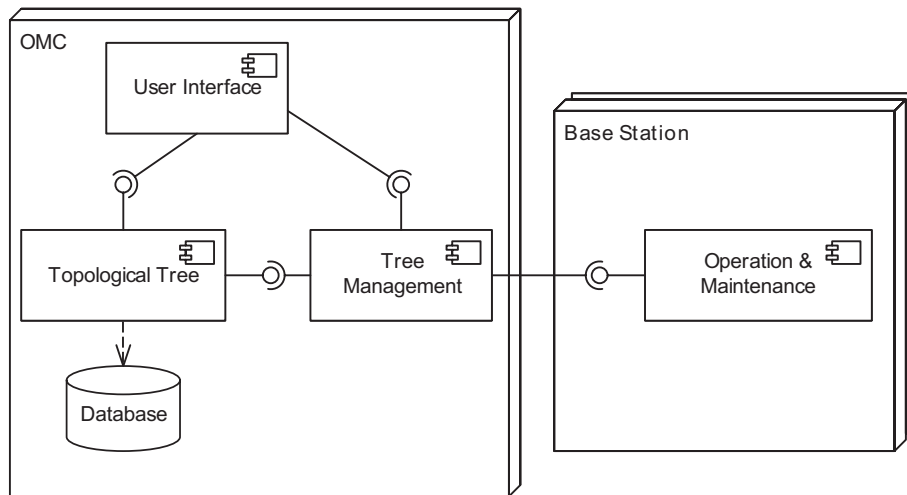 OMC
User Interface
Base Station
Topological Tree
Tree
Management
Operation &
Maintenance
Database